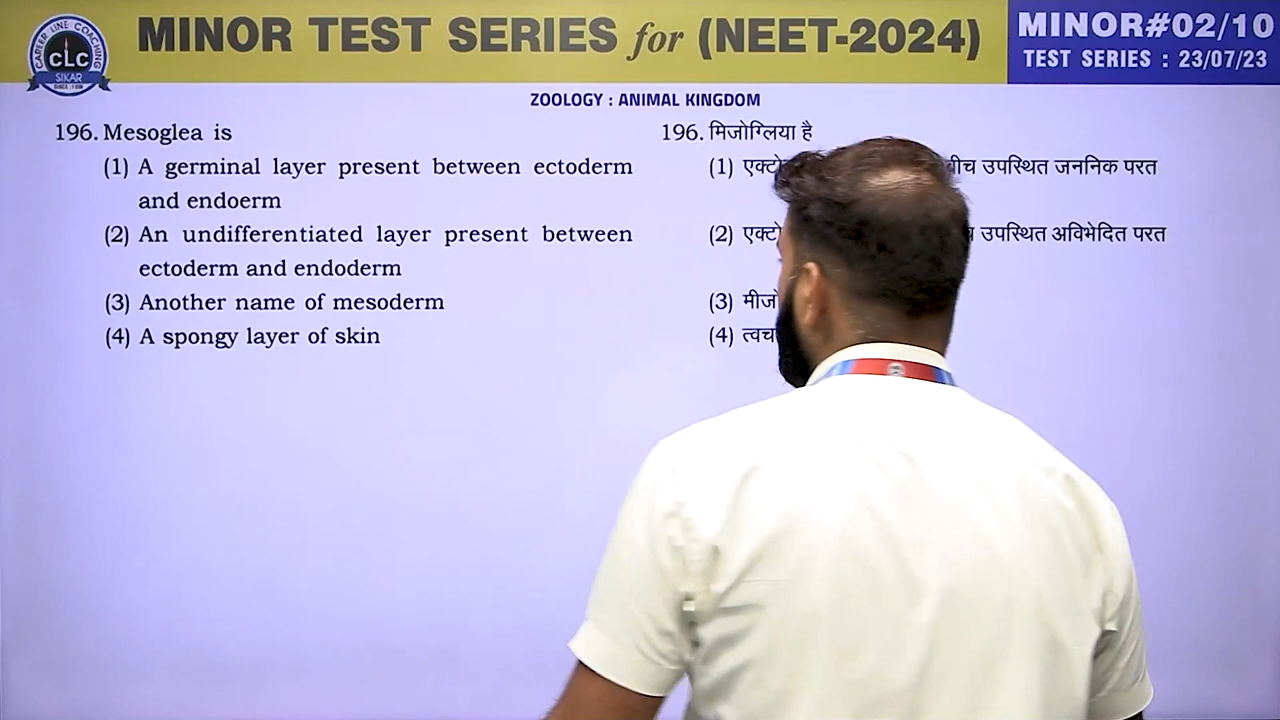 MINOR TEST SERIES for (NEET-2024)
MINOR#02/10
TEST SERIES : 23/07/23
CAREER LINE COACHING
CLC
SIKAR
ZOOLOGY : ANIMAL KINGDOM
196. Mesoglea is
(1) A germinal layer present between ectoderm
and endoerm
(2) An undifferentiated layer present between
ectoderm and endoderm
(3) Another name of mesoderm
(4) A spongy layer of skin
196. मिजोग्लिया है
(1) उपस्थित जननिक परत
(2) उपस्थित अविभेदित परत
(3)
(4)